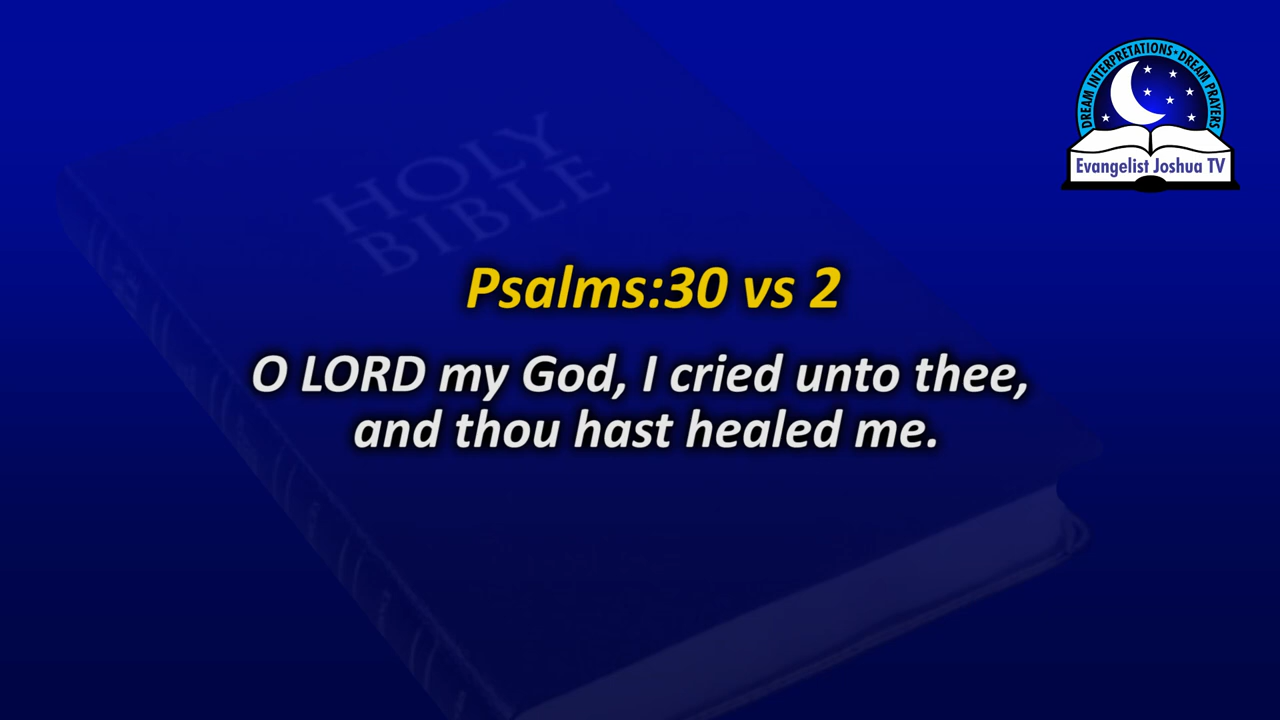 DREAM INTERPRETATIONS • DREAM PRAYERS
Evangelist Joshua TV
HOLY
BIBLE
Psalms:30 vs 2
O LORD my God, I cried unto thee,
and thou hast healed me.